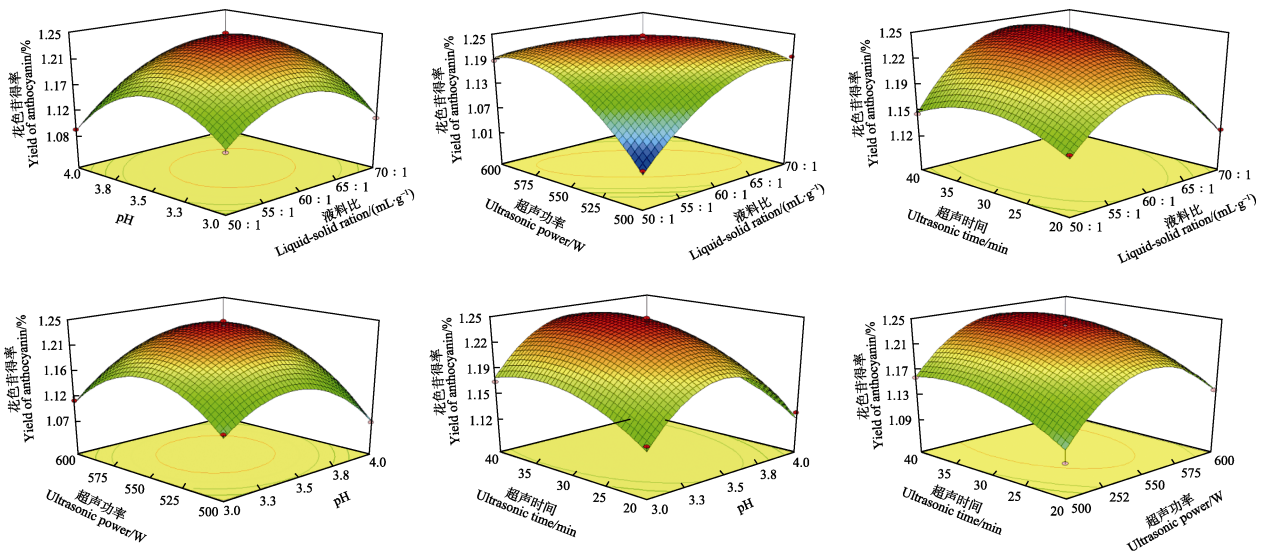 花色苷得率
Yield of anthocyanin/%
1.25
1.21
1.17
1.12
1.08
4.0
3.8
3.5
3.3
3.0
pH
50：1
55：1
60：1
65：1
70：1
液料比
Liquid-solid ration/(mL·g⁻¹)
花色苷得率
Yield of anthocyanin/%
1.25
1.19
1.13
1.07
1.01
600
575
550
525
500
超声功率
Ultrasonic power/W
50：1
55：1
60：1
65：1
70：1
液料比
Liquid-solid ration/(mL·g⁻¹)
花色苷得率
Yield of anthocyanin/%
1.25
1.22
1.19
1.15
1.12
40
35
30
25
20
超声时间
Ultrasonic time/min
50：1
55：1
60：1
65：1
70：1
液料比
Liquid-solid ration/(mL·g⁻¹)
花色苷得率
Yield of anthocyanin/%
1.25
1.21
1.16
1.12
1.07
600
575
550
525
500
超声功率
Ultrasonic power/W
3.0
3.3
3.5
3.8
4.0
pH
花色苷得率
Yield of anthocyanin/%
1.25
1.22
1.19
1.15
1.12
40
35
30
25
20
超声时间
Ultrasonic time/min
3.0
3.3
3.5
3.8
4.0
pH
花色苷得率
Yield of anthocyanin/%
1.25
1.21
1.17
1.13
1.09
40
35
30
25
20
超声时间
Ultrasonic time/min
500
252
550
575
600
超声功率
Ultrasonic power/W